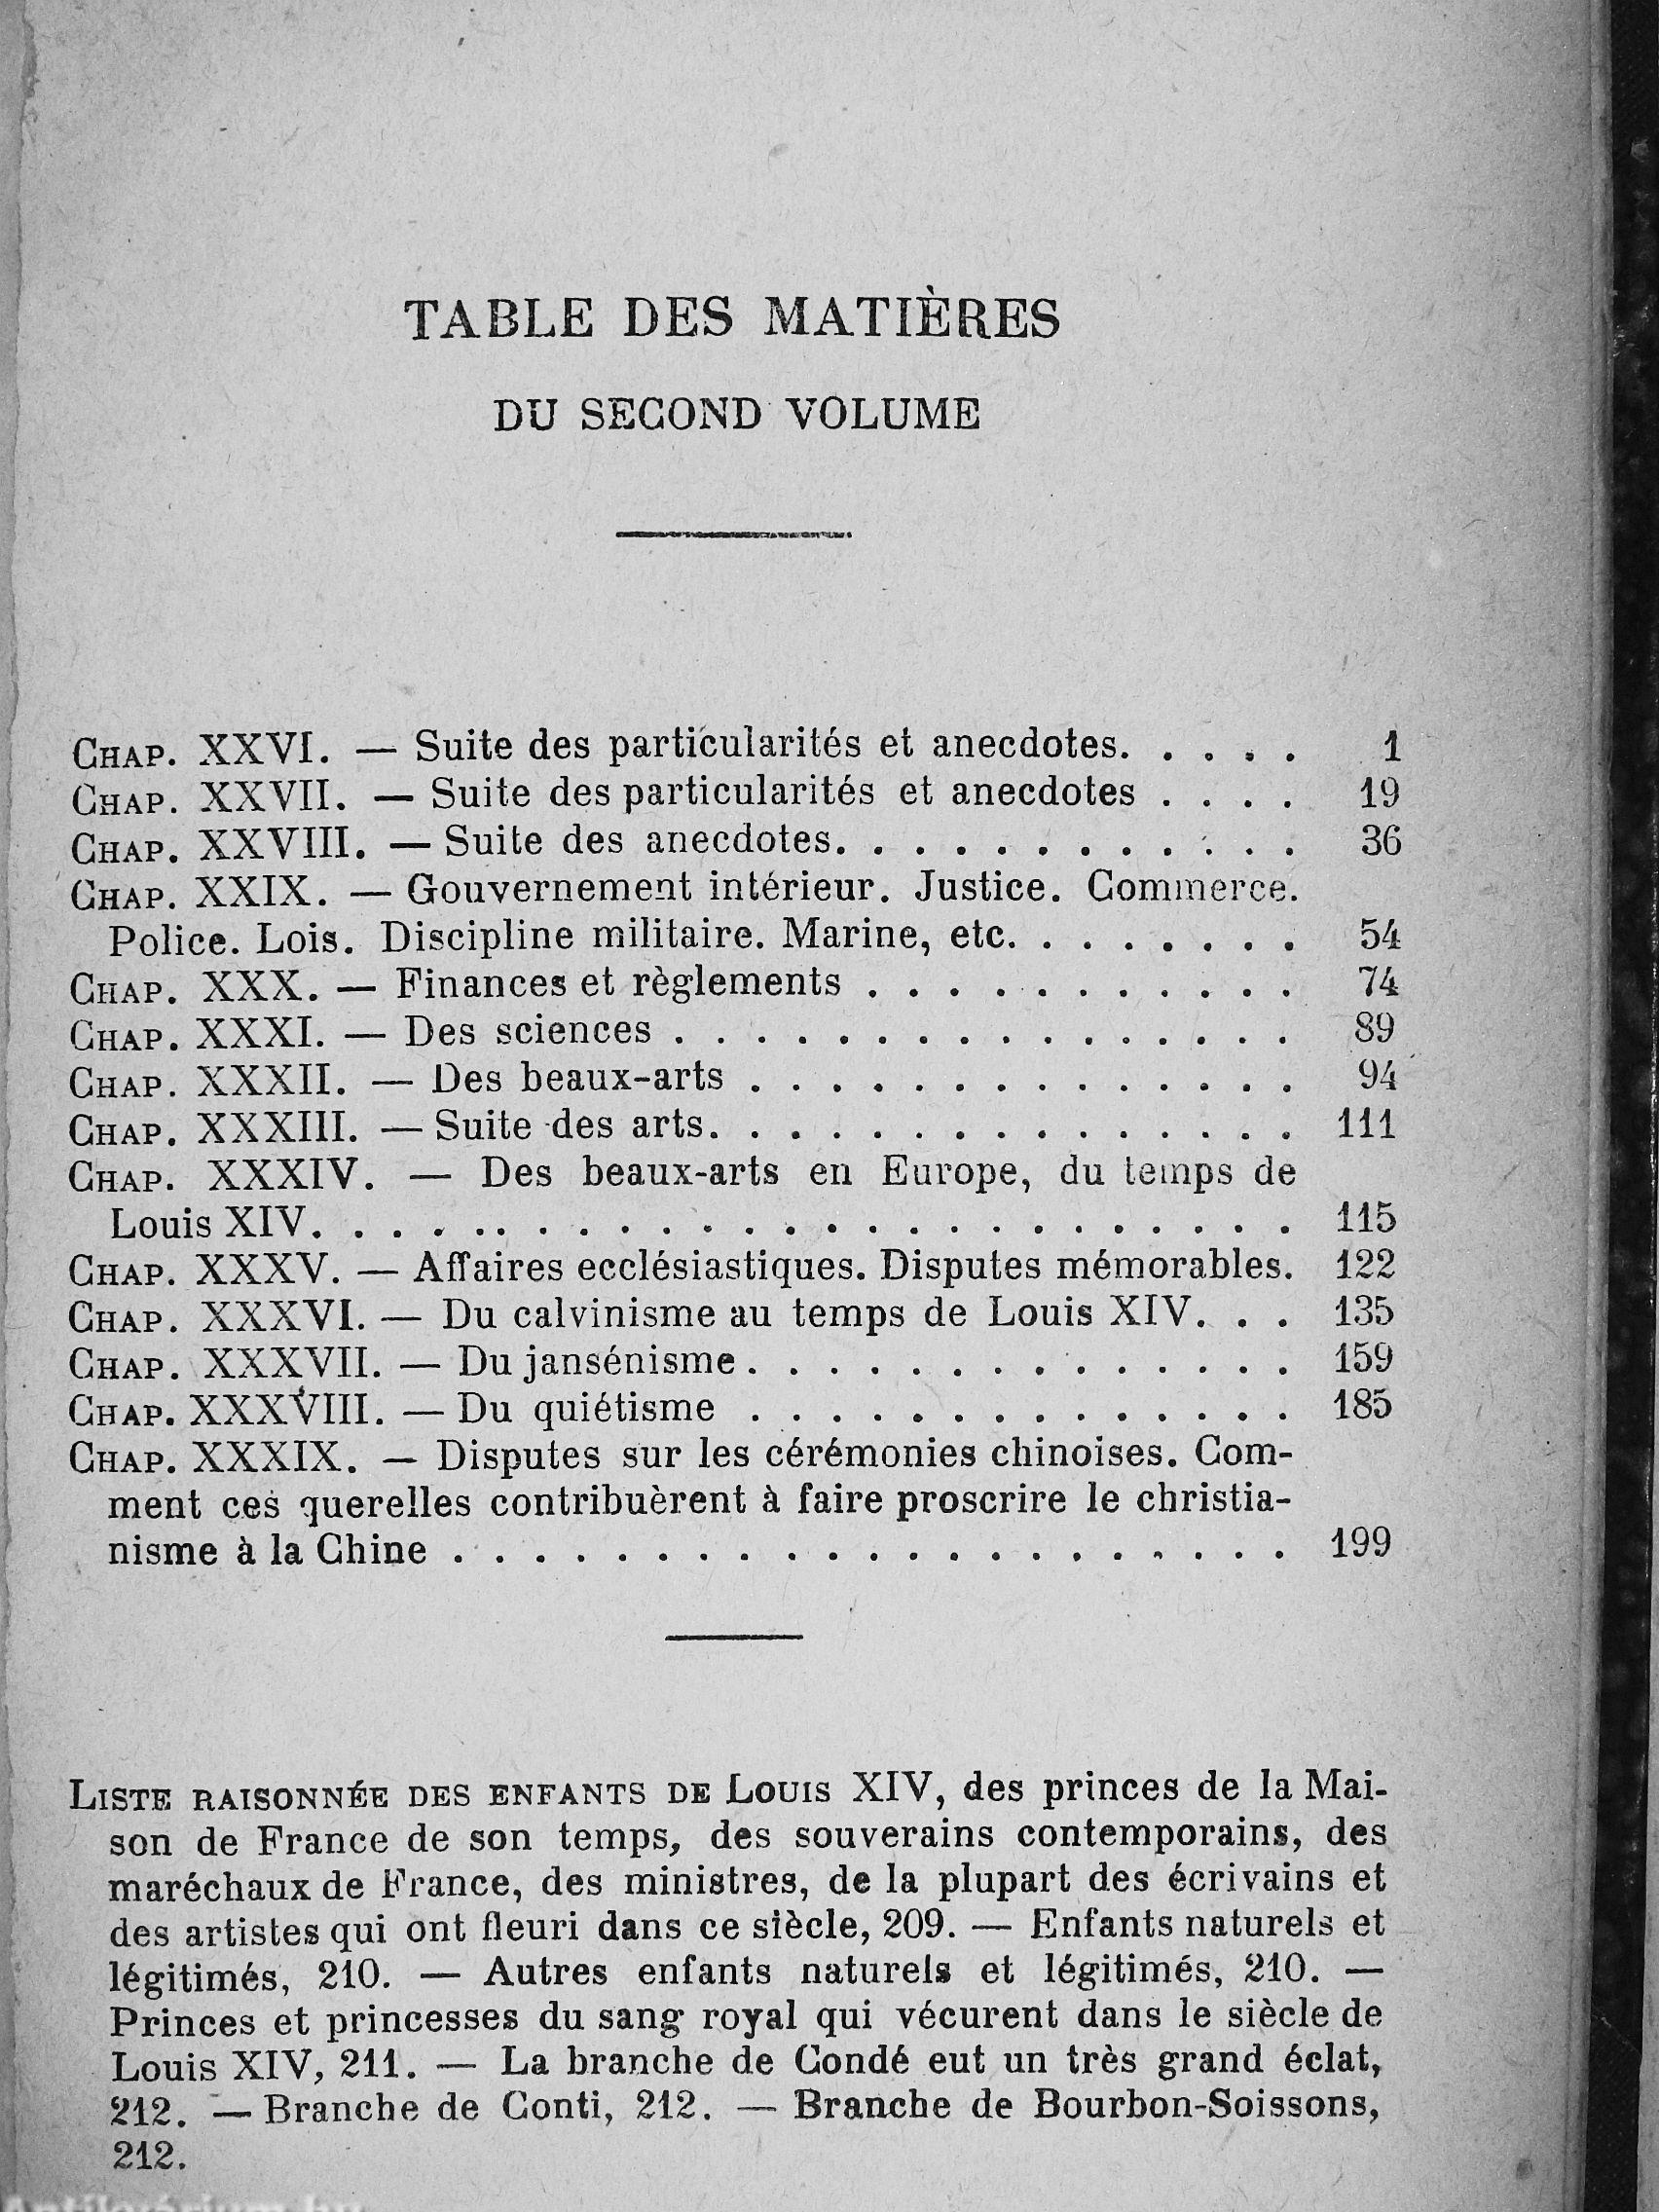 TABLE DES MATIÈRES
DU SECOND VOLUME
CHAP. XXVI. — Suite des particularités et anecdotes. . . . . 1
CHAP. XXVII. — Suite des particularités et anecdotes . . . . 19
CHAP. XXVIII. — Suite des anecdotes. . . . . . . . . . . . 36
CHAP. XXIX. — Gouvernement intérieur. Justice. Commerce.
Police. Lois. Discipline militaire. Marine, etc. . . . . . . . 54
CHAP. XXX. — Finances et règlements . . . . . . . . . . . 74
CHAP. XXXI. — Des sciences . . . . . . . . . . . . . . . . 89
CHAP. XXXII. — Des beaux-arts . . . . . . . . . . . . . . 94
CHAP. XXXIII. — Suite des arts. . . . . . . . . . . . . . . 111
CHAP. XXXIV. — Des beaux-arts en Europe, du temps de
Louis XIV. . . . . . . . . . . . . . . . . . . . . . . . . 115
CHAP. XXXV. — Affaires ecclésiastiques. Disputes mémorables. 122
CHAP. XXXVI. — Du calvinisme au temps de Louis XIV. . . 135
CHAP. XXXVII. — Du jansénisme. . . . . . . . . . . . . . 159
CHAP. XXXVIII. — Du quiétisme . . . . . . . . . . . . . . 185
CHAP. XXXIX. — Disputes sur les cérémonies chinoises. Com-
ment ces querelles contribuèrent à faire proscrire le christia-
nisme à la Chine . . . . . . . . . . . . . . . . . . . . . 199
LISTE RAISONNÉE DES ENFANTS DE LOUIS XIV, des princes de la Mai-
son de France de son temps, des souverains contemporains, des
maréchaux de France, des ministres, de la plupart des écrivains et
des artistes qui ont fleuri dans ce siècle, 209. — Enfants naturels et
légitimés, 210. — Autres enfants naturels et légitimés, 210. —
Princes et princesses du sang royal qui vécurent dans le siècle de
Louis XIV, 211. — La branche de Condé eut un très grand éclat,
212. — Branche de Conti, 212. — Branche de Bourbon-Soissons,
212.